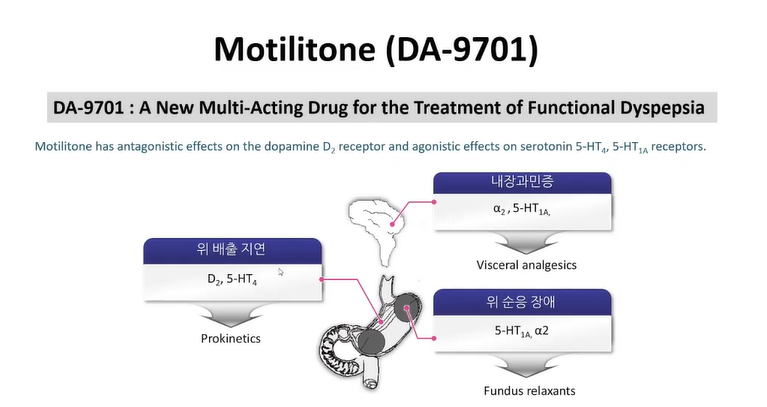 Motilitone (DA-9701)
DA-9701 : A New Multi-Acting Drug for the Treatment of Functional Dyspepsia
Motilitone has antagonistic effects on the dopamine D₂ receptor and agonistic effects on serotonin 5-HT₄, 5-HT₁ₐ receptors.
내장과민증
α₂ , 5-HT₁ₐ,
Visceral analgesics
위 배출 지연
D₂, 5-HT₄
Prokinetics
위 순응 장애
5-HT₁ₐ, α2
Fundus relaxants